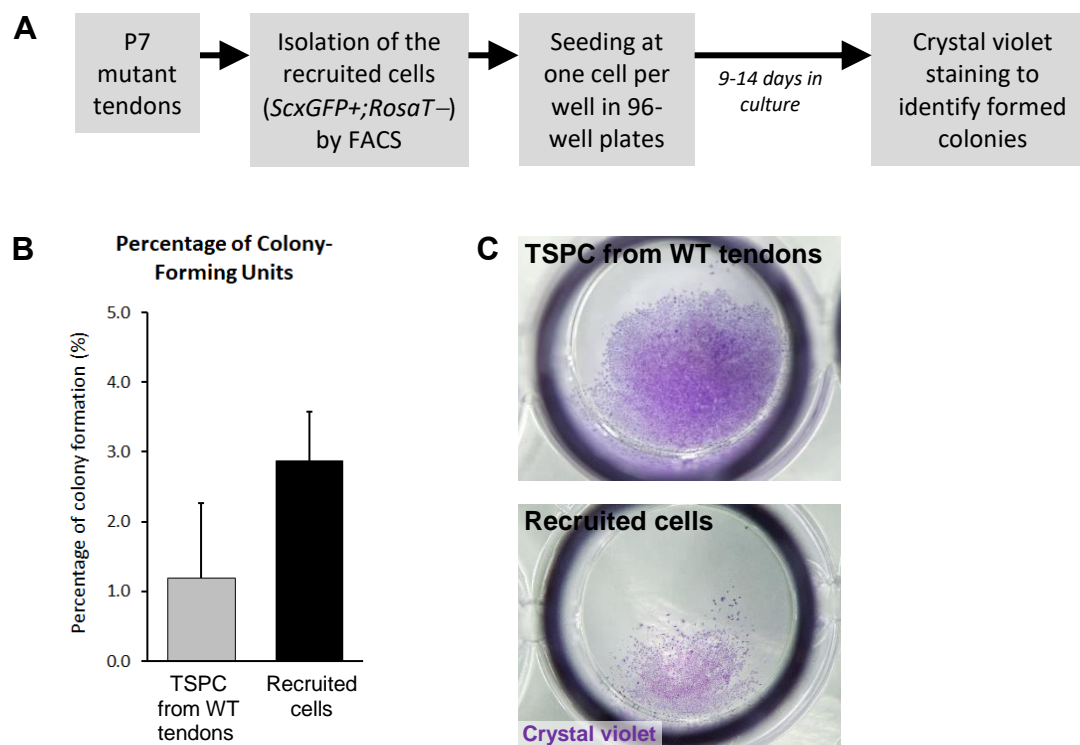 A
P7
mutant
tendons
Isolation of the
recruited cells
(ScxGFP+;RosaT–)
by FACS
Seeding at
one cell per
well in 96-
well plates
9-14 days in
culture
Crystal violet
staining to
identify formed
colonies
B
Percentage of Colony-
Forming Units
Percentage of colony formation (%)
5.0
4.0
3.0
2.0
1.0
0.0
TSPC
from WT
tendons
Recruited
cells
C
TSPC from WT tendons
Recruited cells
Crystal violet